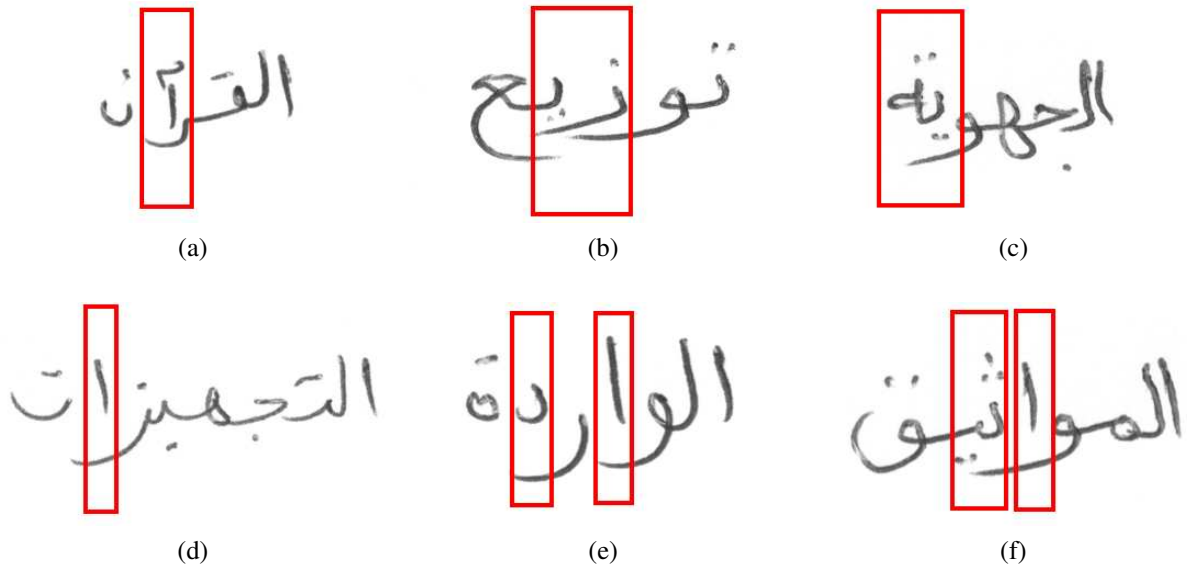 القرآن توزيع الجهوية
(a) (b) (c)
التجهيزات الواردة المواثيق
(d) (e) (f)